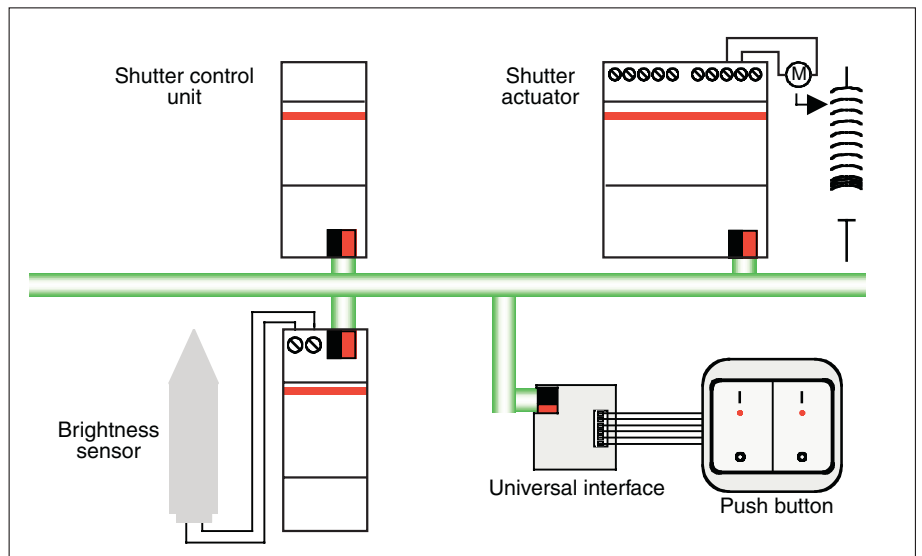 Shutter control
unit
Shutter
actuator
M
Brightness
sensor
I I
Universal interface
Push button